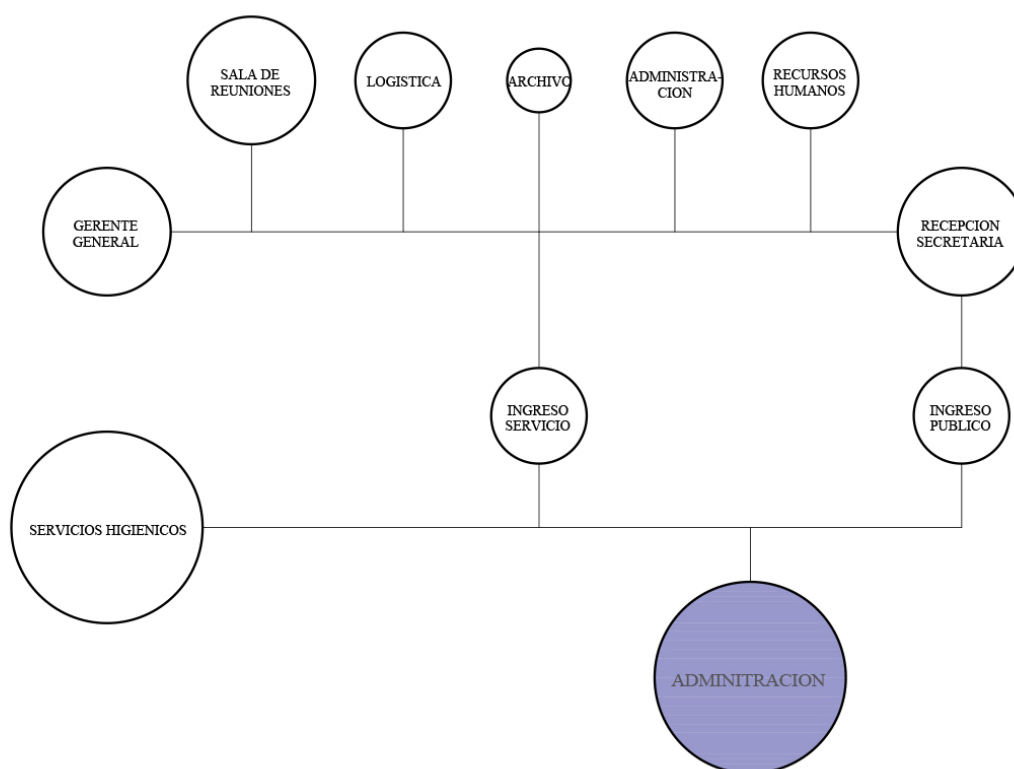 SALA DE
REUNIONES
LOGISTICA
ARCHIVO
ADMINISTRA-
CION
RECURSOS
HUMANOS
GERENTE
GENERAL
RECEPCION
SECRETARIA
INGRESO
SERVICIO
INGRESO
PUBLICO
SERVICIOS HIGIENICOS
ADMINITRACION